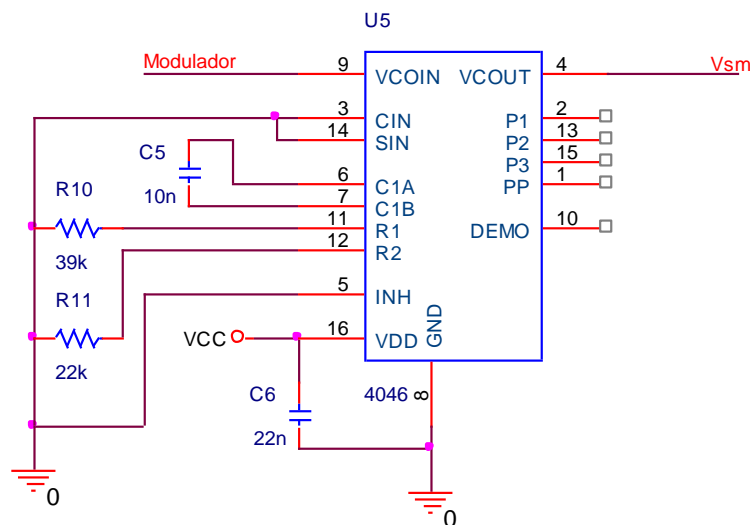 U5
Modulador
9
VCOIN
VCOUT
4
Vsm
3
CIN
P1
2
14
SIN
P2
13
C5
10n
P3
15
6
C1A
PP
1
7
C1B
R10
39k
11
R1
DEMO
10
12
R2
R11
22k
5
INH
VCC
16
VDD
GND
8
C6
22n
4046
0
0